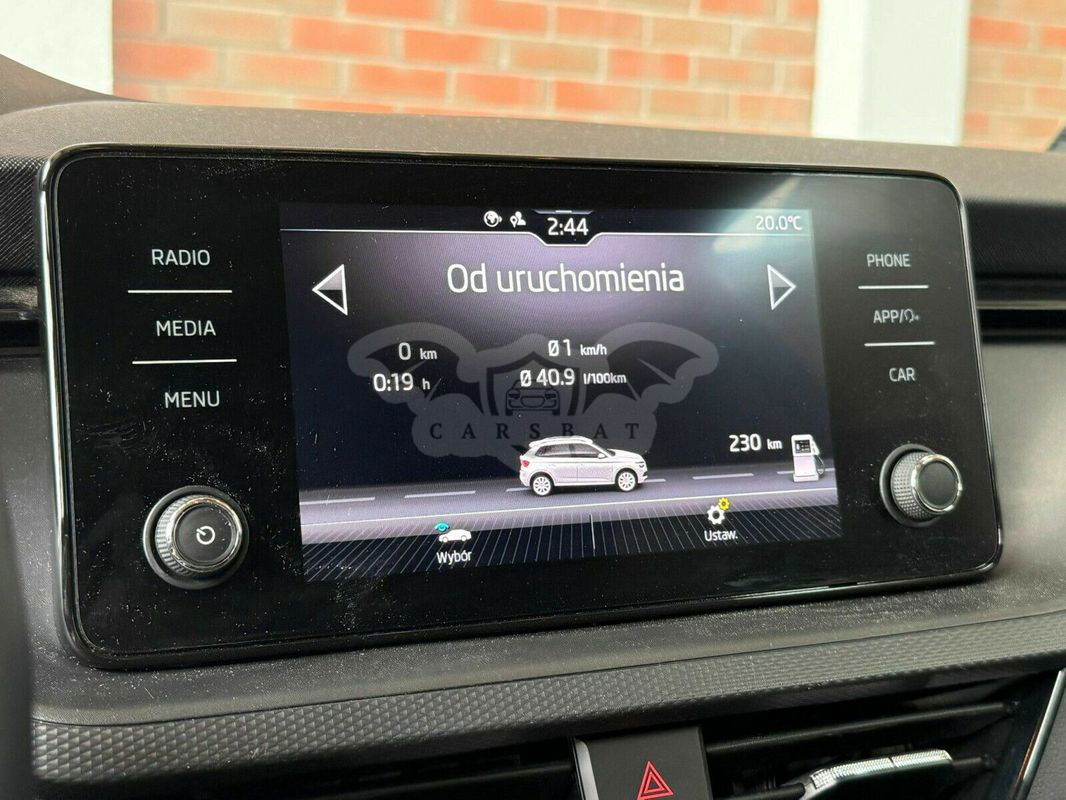 2:44
20.0°C
RADIO
MEDIA
MENU
Od uruchomienia
0 km
Ø 1 km/h
0:19 h
Ø 40.9 l/100km
CARSBAT
230 km
Wybór
Ustaw.
PHONE
APP/
CAR